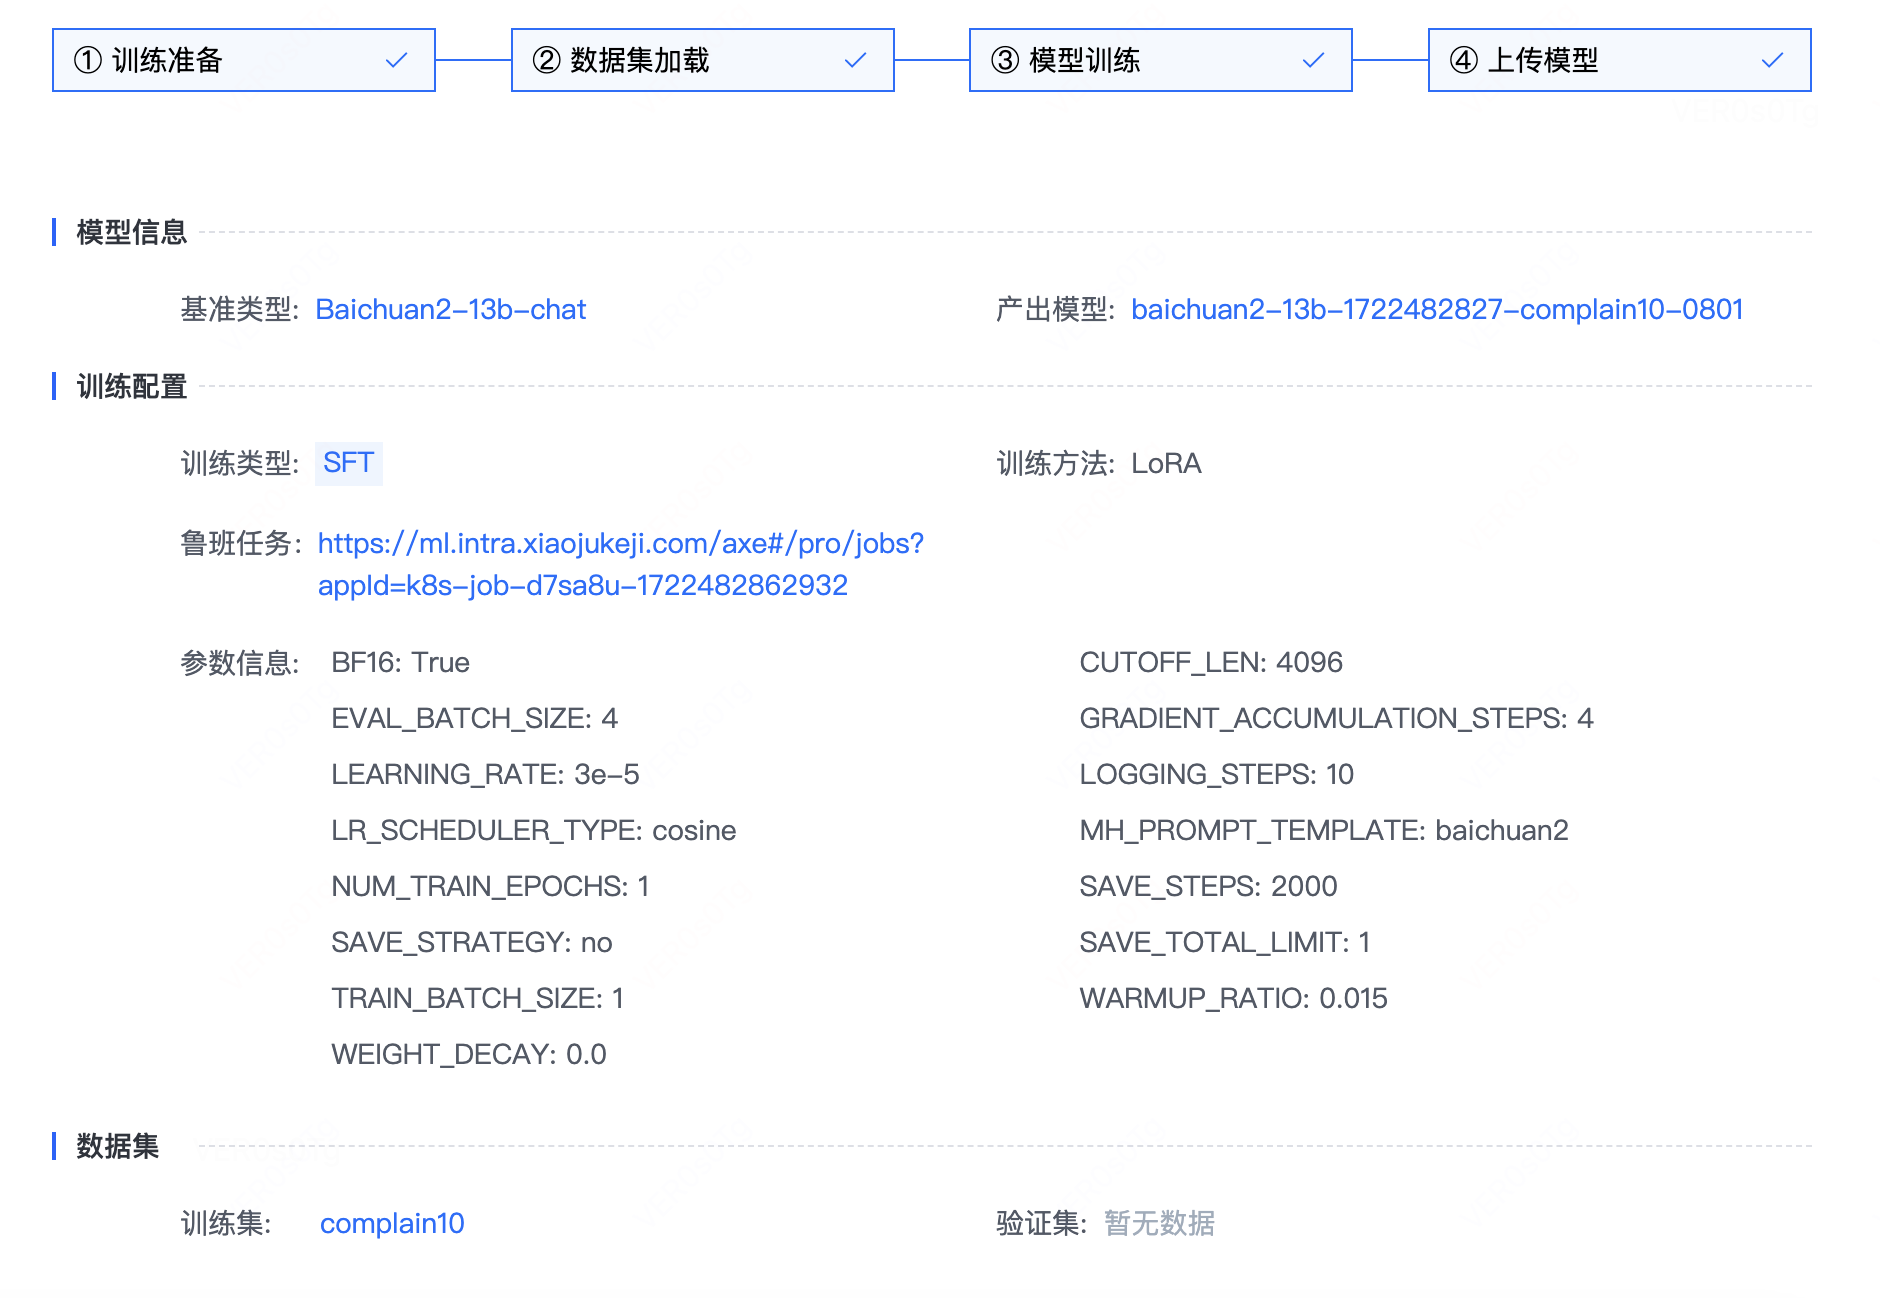 ① 训练准备
② 数据集加载
③ 模型训练
④ 上传模型
模型信息
基准类型: Baichuan2-13b-chat
产出模型: baichuan2-13b-1722482827-complain10-0801
训练配置
训练类型: SFT
训练方法: LoRA
鲁班任务: https://ml.intra.xiaojukeji.com/axe#/pro/jobs?
appId=k8s-job-d7sa8u-1722482862932
参数信息: BF16: True
CUTOFF_LEN: 4096
EVAL_BATCH_SIZE: 4
GRADIENT_ACCUMULATION_STEPS: 4
LEARNING_RATE: 3e-5
LOGGING_STEPS: 10
LR_SCHEDULER_TYPE: cosine
MH_PROMPT_TEMPLATE: baichuan2
NUM_TRAIN_EPOCHS: 1
SAVE_STEPS: 2000
SAVE_STRATEGY: no
SAVE_TOTAL_LIMIT: 1
TRAIN_BATCH_SIZE: 1
WARMUP_RATIO: 0.015
WEIGHT_DECAY: 0.0
数据集
训练集: complain10
验证集: 暂无数据